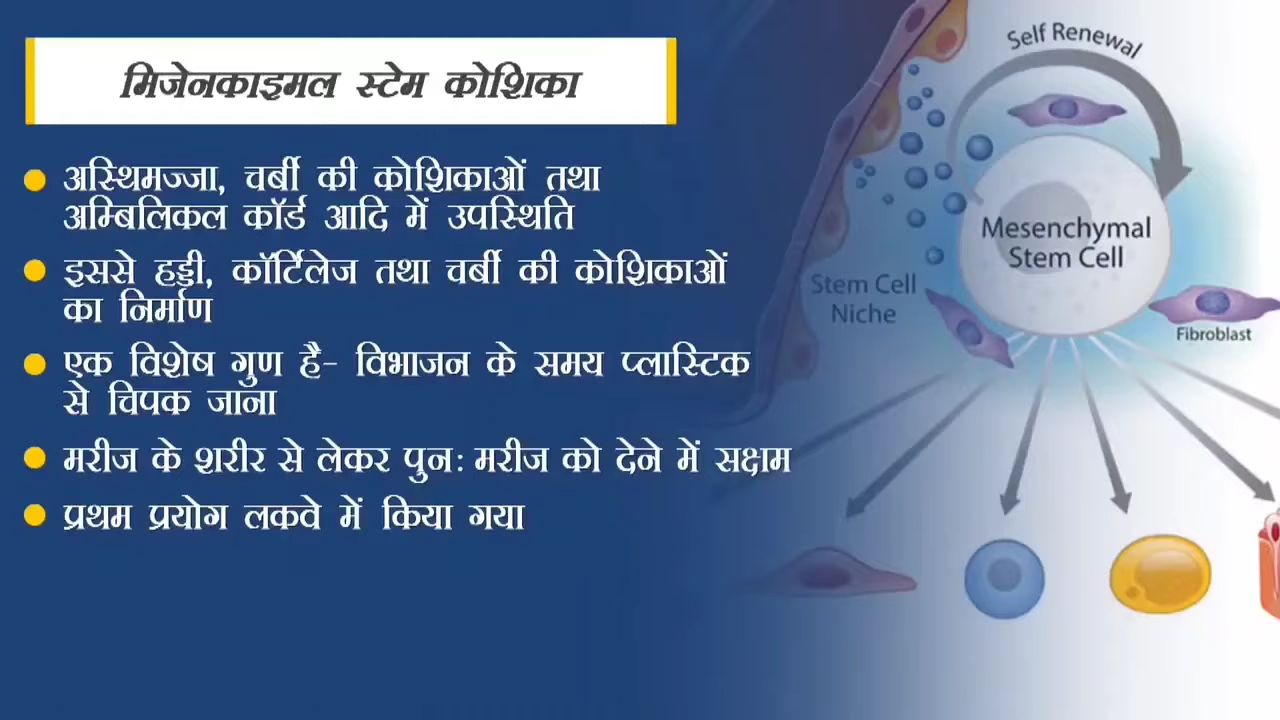 मिजेनकाइमल स्टेम कोशिका
अस्थिमज्जा, चर्बी की कोशिकाओं तथा
अम्बिलिकल कॉर्ड आदि में उपस्थिति
इससे हड्डी, कॉर्टिलेज तथा चर्बी की कोशिकाओं
का निर्माण
एक विशेष गुण है- विभाजन के समय प्लास्टिक
से चिपक जाना
मरीज के शरीर से लेकर पुनः मरीज को देने में सक्षम
प्रथम प्रयोग लकवे में किया गया
Self Renewal
Mesenchymal
Stem Cell
Stem Cell
Niche
Fibroblast